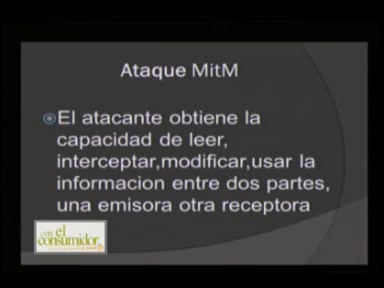 Ataque MitM
El atacante obtiene la
capacidad de leer,
interceptar,modificar,usar la
informacion entre dos partes,
una emisora otra receptora
con el
consumidor